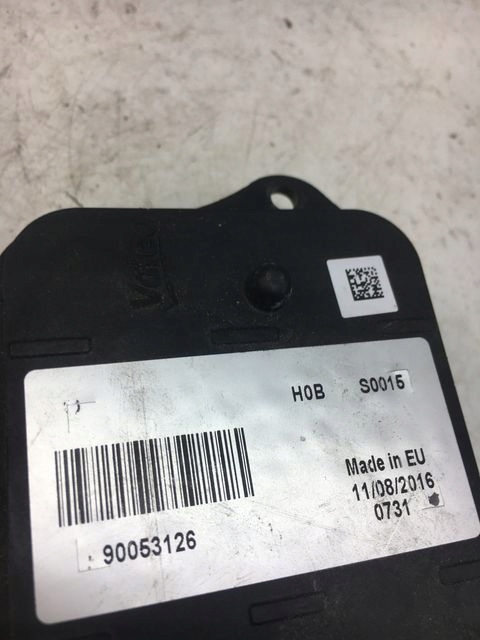 Valeo
H0B S0015
Made in EU
11/08/2016
0731
90053126